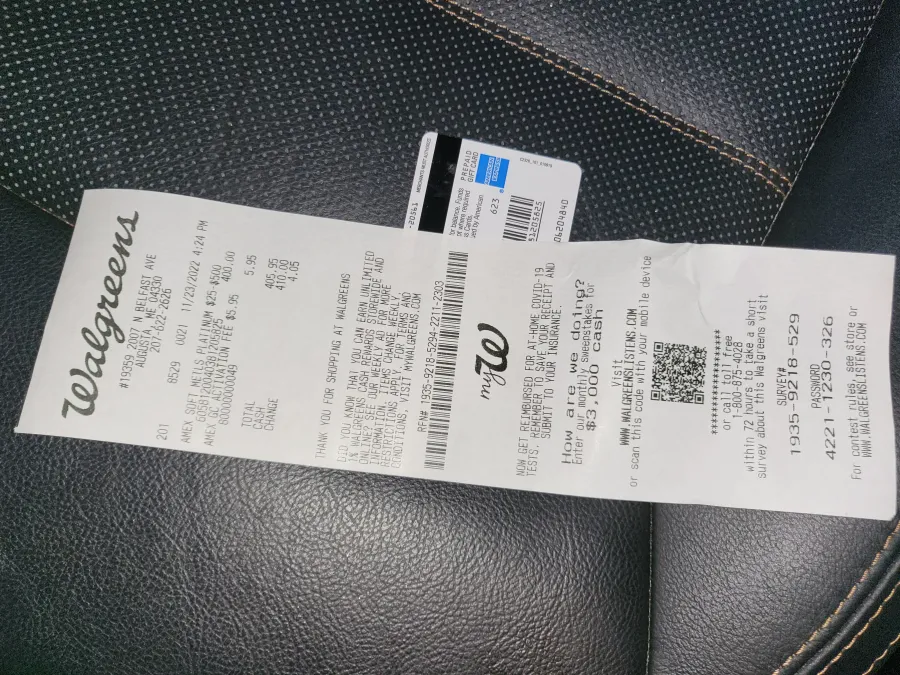 Walgreens
#19359 2007 N BELFAST AVE
AUGUSTA, ME 04330
207-622-2626
201 8529 0021 11/23/2022 4:24 PM
AMEX SOFT METLS PLATINUM $25-$500
400.00
AMEX GC ACTIVATION FEE $5.95 5.95
80000000049
TOTAL 405.95
CASH 410.00
CHANGE 4.05
THANK YOU FOR SHOPPING AT WALGREENS
DID YOU KNOW THAT YOU CAN EARN UNLIMITED
1% WALGREENS CASH REWARDS STOREWIDE AND
ONLINE? SEE OUR WEEKLY AD FOR MORE
INFORMATION. ITEMS CHANGE WEEKLY.
RESTRICTIONS APPLY. FOR TERMS AND
CONDITIONS, VISIT MYWALGREENS.COM
RFN# 1935-9218-5294-2211-2303
myW
NOW GET REIMBURSED FOR AT-HOME COVID-19
TESTS - REMEMBER TO SAVE YOUR RECEIPT AND
SUBMIT TO YOUR INSURANCE.
How are we doing?
Enter our monthly sweepstakes for
$3,000 cash
Visit
WWW.WALGREENSLISTENS.COM
or scan this code with your mobile device
***********************
or call toll free
1-800-875-4028
within 72 hours to take a short
survey about this Walgreens visit
SURVEY#
1935-9218-529
PASSWORD
4221-1230-326
For contest rules, see store or
WWW.WALGREENSLISTENS.COM
PREPAID
GIFT CARD
623